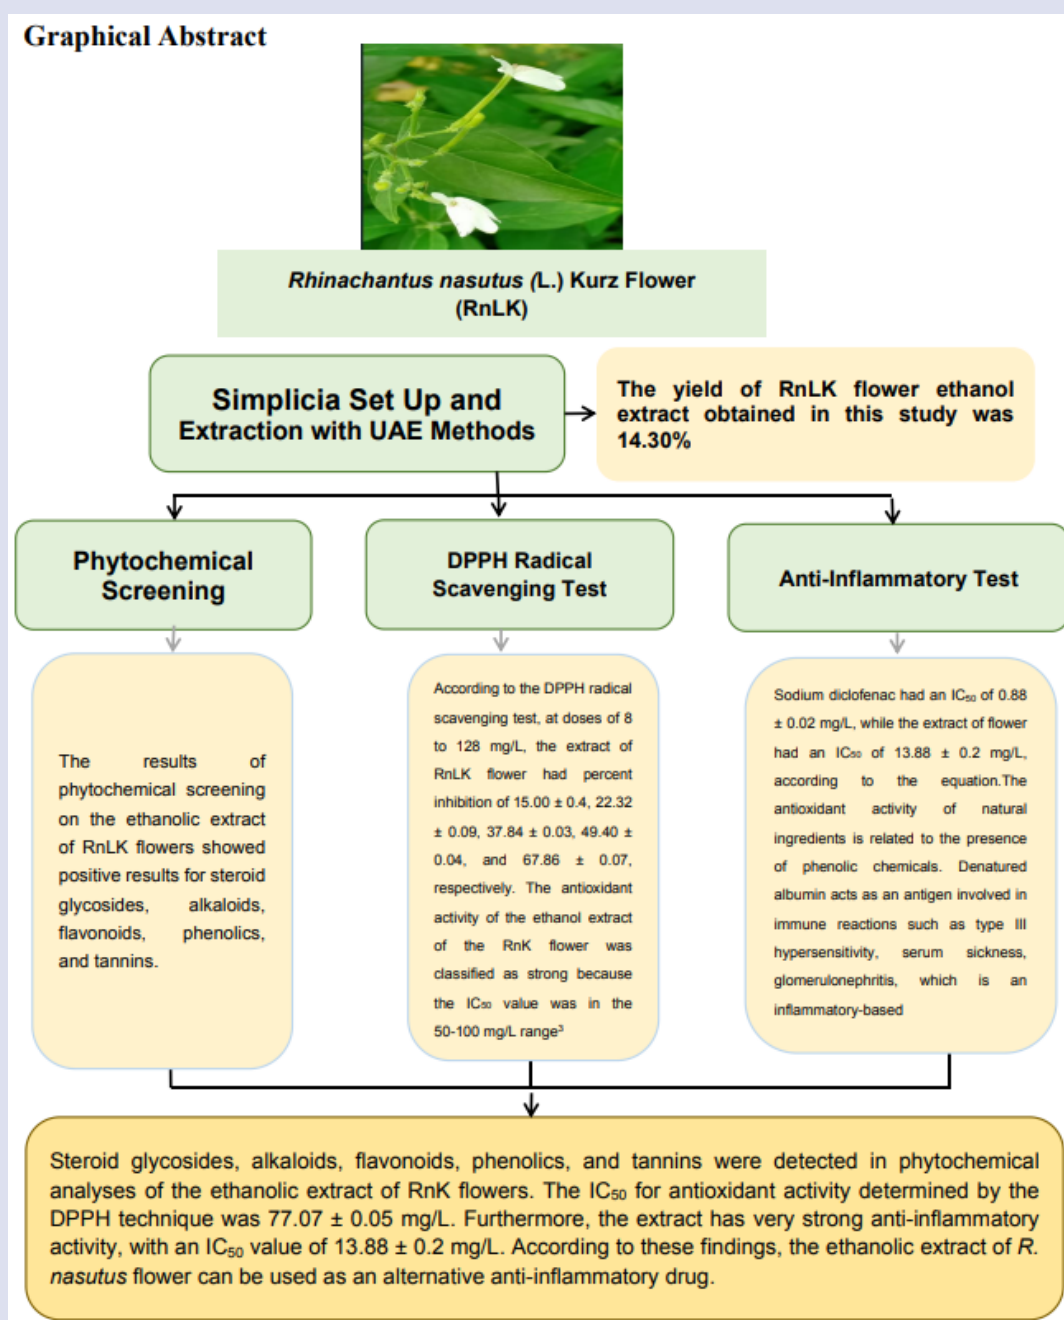 Graphical Abstract
Rhinachantus nasutus (L.) Kurz Flower
(RnLK)
Simplicia Set Up and
Extraction with UAE Methods
The yield of RnLK flower ethanol
extract obtained in this study was
14.30%
Phytochemical
Screening
DPPH Radical
Scavenging Test
Anti-Inflammatory Test
The results of
phytochemical screening
on the ethanolic extract
of RnLK flowers showed
positive results for steroid
glycosides, alkaloids,
flavonoids, phenolics,
and tannins.
According to the DPPH radical
scavenging test, at doses of 8
to 128 mg/L, the extract of
RnLK flower had percent
inhibition of 15.00 ± 0.4, 22.32
± 0.09, 37.84 ± 0.03, 49.40 ±
0.04, and 67.86 ± 0.07,
respectively. The antioxidant
activity of the ethanol extract
of the RnK flower was
classified as strong because
the IC₅₀ value was in the
50-100 mg/L range³
Sodium diclofenac had an IC₅₀ of 0.88
± 0.02 mg/L, while the extract of flower
had an IC₅₀ of 13.88 ± 0.2 mg/L,
according to the equation.The
antioxidant activity of natural
ingredients is related to the presence
of phenolic chemicals. Denatured
albumin acts as an antigen involved in
immune reactions such as type III
hypersensitivity, serum sickness,
glomerulonephritis, which is an
inflammatory-based
Steroid glycosides, alkaloids, flavonoids, phenolics, and tannins were detected in phytochemical
analyses of the ethanolic extract of RnK flowers. The IC₅₀ for antioxidant activity determined by the
DPPH technique was 77.07 ± 0.05 mg/L. Furthermore, the extract has very strong anti-inflammatory
activity, with an IC₅₀ value of 13.88 ± 0.2 mg/L. According to these findings, the ethanolic extract of R.
nasutus flower can be used as an alternative anti-inflammatory drug.